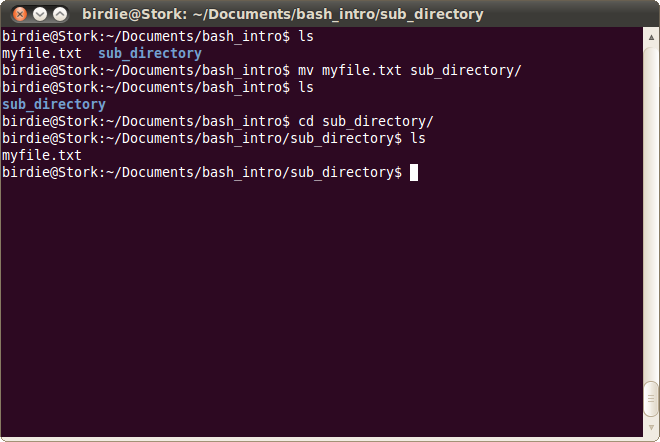 birdie@Stork: ~/Documents/bash_intro/sub_directory
birdie@Stork:~/Documents/bash_intro$ ls
myfile.txt  sub_directory
birdie@Stork:~/Documents/bash_intro$ mv myfile.txt sub_directory/
birdie@Stork:~/Documents/bash_intro$ ls
sub_directory
birdie@Stork:~/Documents/bash_intro$ cd sub_directory/
birdie@Stork:~/Documents/bash_intro/sub_directory$ ls
myfile.txt
birdie@Stork:~/Documents/bash_intro/sub_directory$